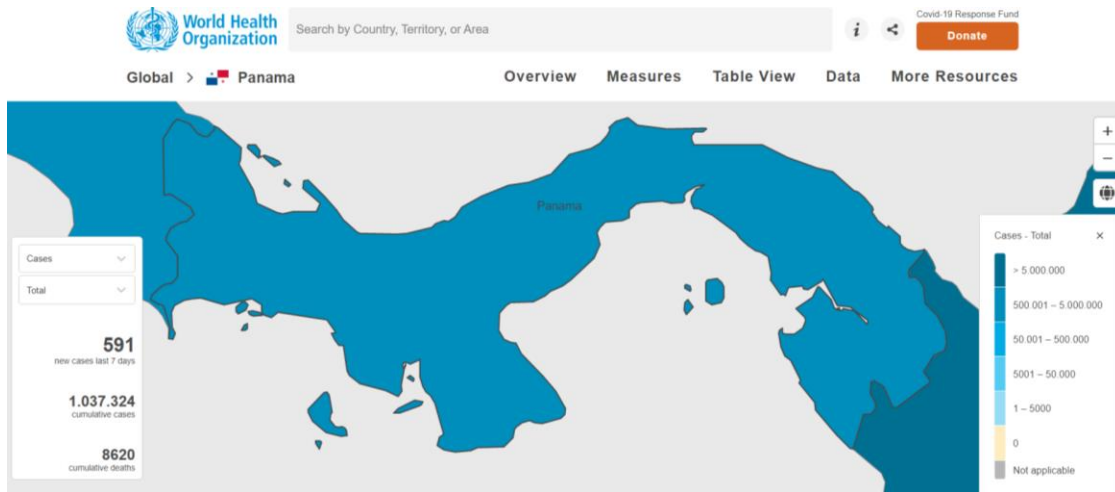 World Health
Organization
Search by Country, Territory, or Area
i
Covid-19 Response Fund
Donate
Global > Panama
Overview Measures Table View Data More Resources
Panama
+
−
Cases
Total
591
new cases last 7 days
1.037.324
cumulative cases
8620
cumulative deaths
Cases - Total ×
> 5.000.000
500.001 – 5.000.000
50.001 – 500.000
5001 – 50.000
1 – 5000
0
Not applicable